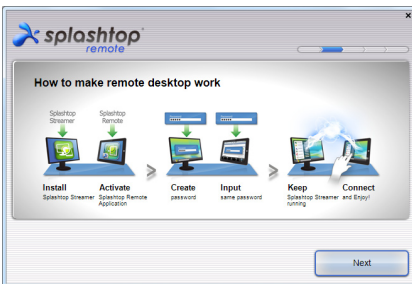 splashtop
remote
How to make remote desktop work
Splashtop Streamer
Splashtop Remote
Install
Splashtop Streamer
Activate
Splashtop Remote Application
Create
password
Input
same password
Keep
Splashtop Streamer running
Connect
and Enjoy!
Next